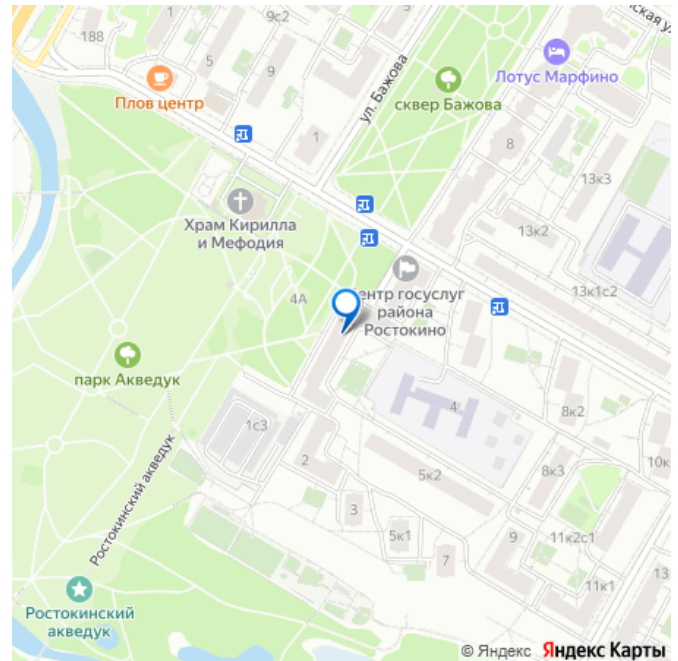 188
9с2
5
9
Плов центр
1
ул. Бажова
сквер Бажова
Лотус Марфино
8
13к3
13к2
13к1с2
Храм Кирилла
и Мефодия
4А
Центр госуслуг
района
Ростокино
парк Акведук
1с3
4
8к2
2
5к2
8к3
10к
Ростокинский акведук
3
5к1
7
9
11к2с1
11к1
13
Ростокинский
акведук
© Яндекс Яндекс Карты